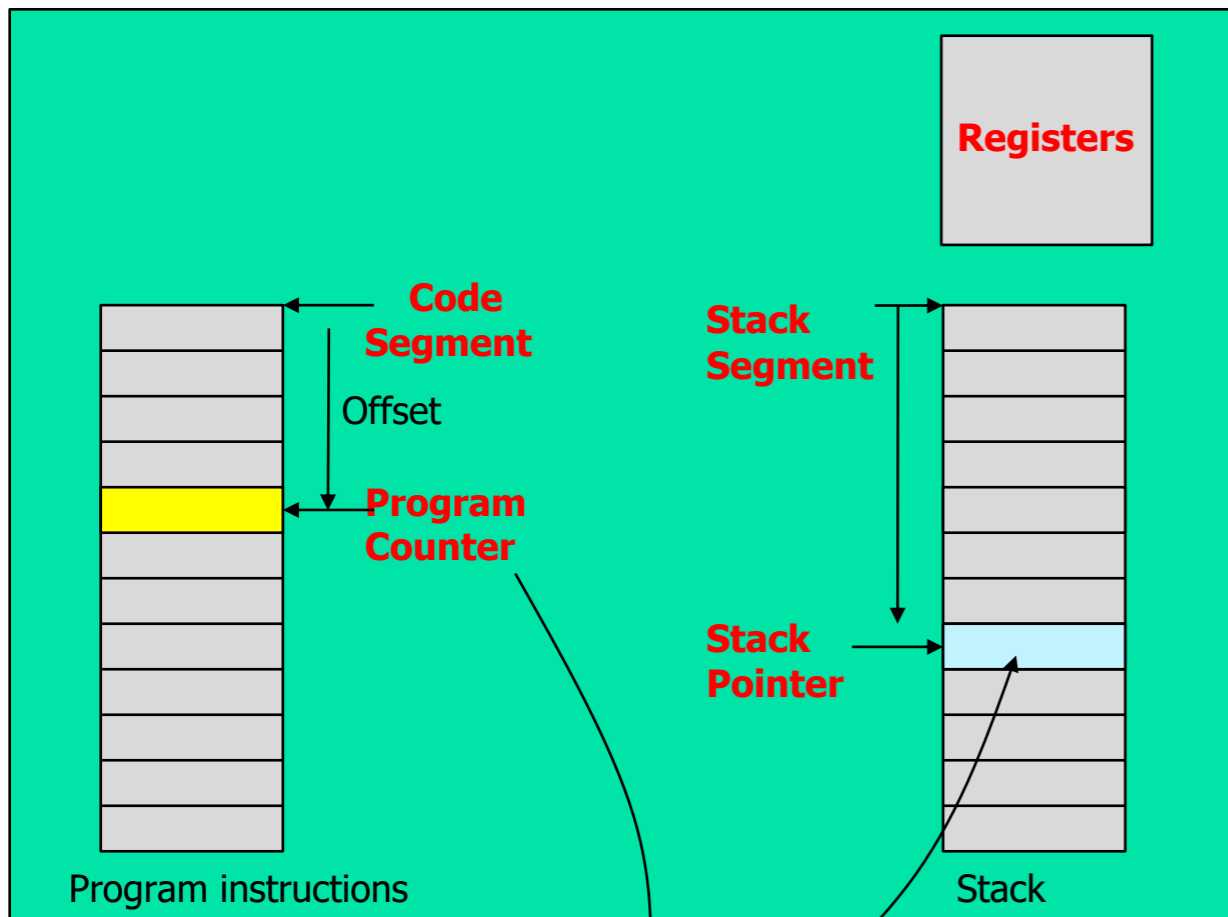 Registers
Code
Segment
Offset
Program
Counter
Stack
Segment
Stack
Pointer
Program instructions
Stack